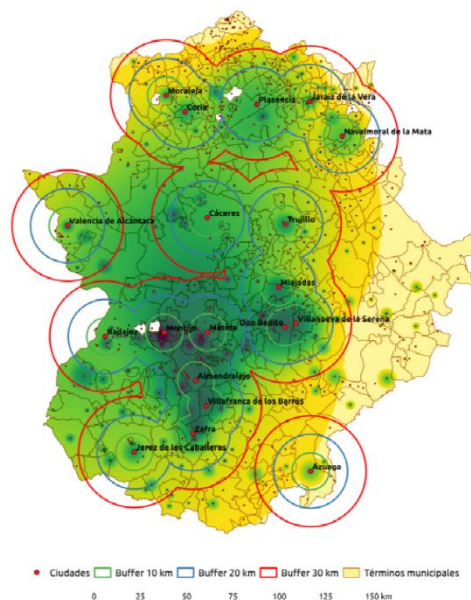 Moraleja
Coria
Plasencia
Jaraíz de la Vera
Navalmoral de la Mata
Valencia de Alcántara
Cáceres
Trujillo
Miajadas
Don Benito
Villanueva de la Serena
Badajoz
Montijo
Mérida
Almendralejo
Villafranca de los Barros
Zafra
Jerez de los Caballeros
Azuaga
Ciudades Buffer 10 km Buffer 20 km Buffer 30 km Términos municipales
0 25 50 75 100 125 150 km